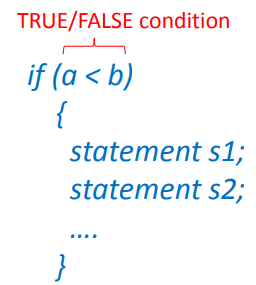 TRUE/FALSE condition
if (a < b)
{
statement s1;
statement s2;
....
}